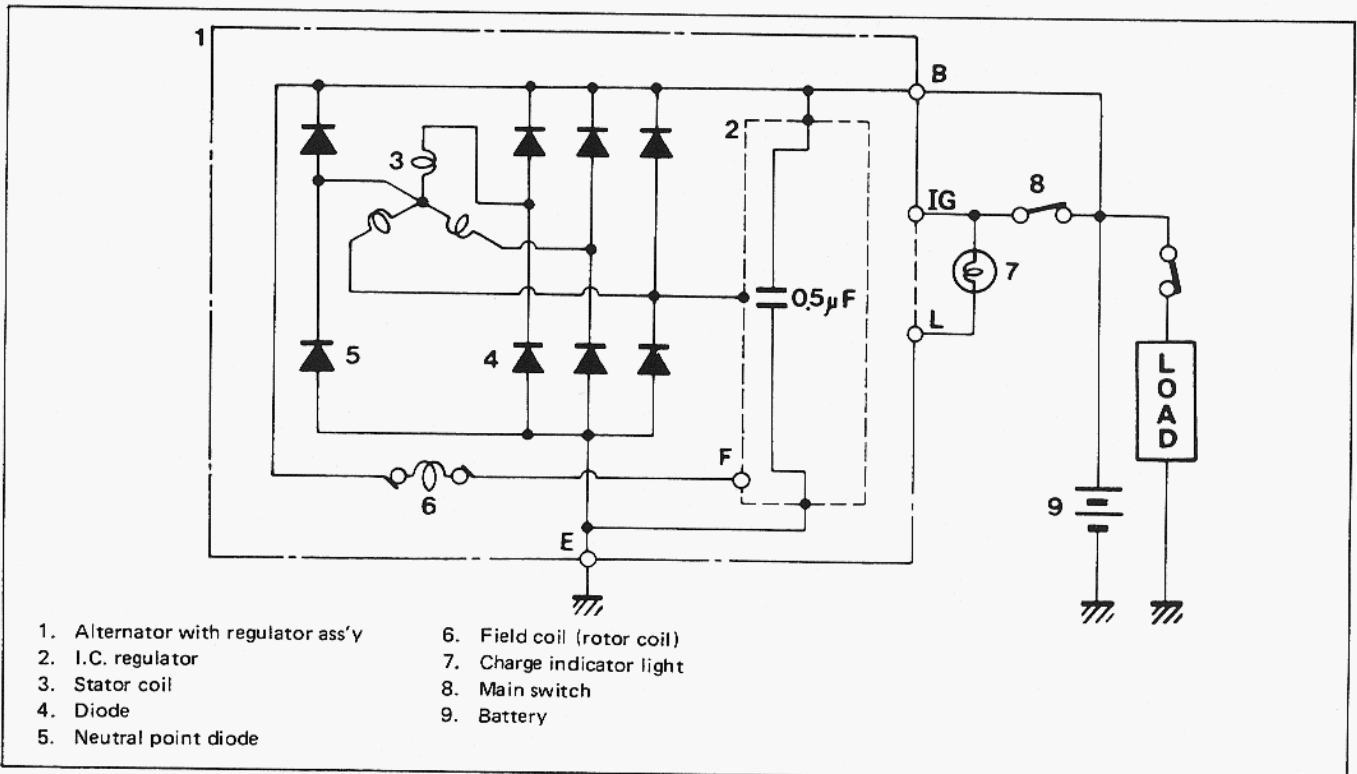 1
B
2
3
8
IG
7
0.5μF
L
5
4
LOAD
F
6
9
E
1. Alternator with regulator ass'y
2. I.C. regulator
3. Stator coil
4. Diode
5. Neutral point diode
6. Field coil (rotor coil)
7. Charge indicator light
8. Main switch
9. Battery